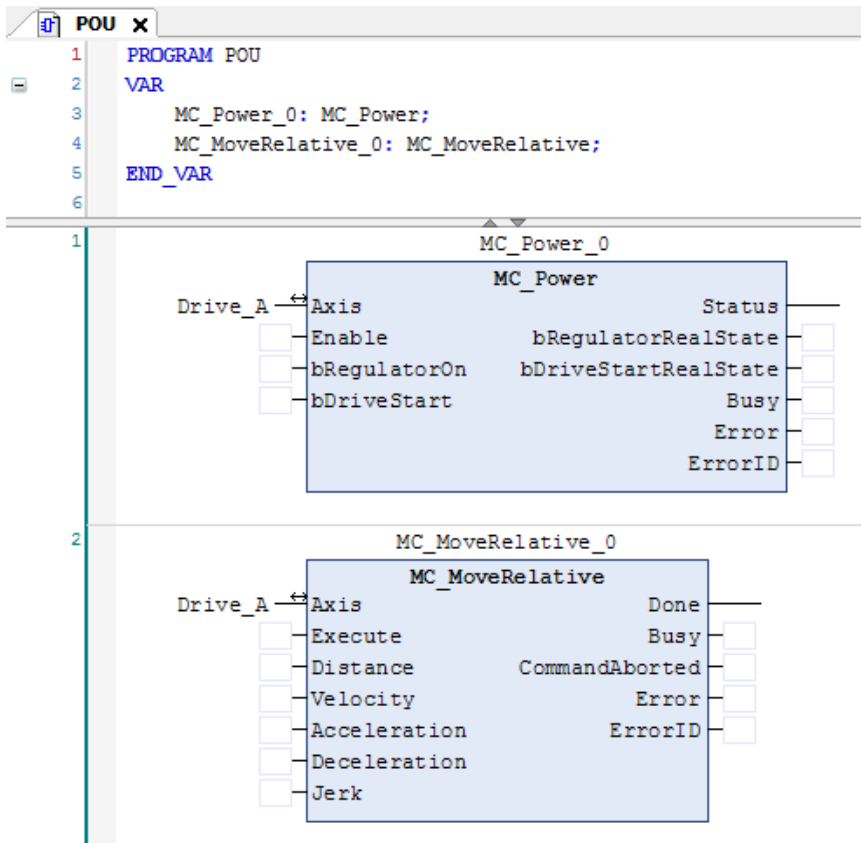 POU X
1 PROGRAM POU
2 VAR
3 MC_Power_0: MC_Power;
4 MC_MoveRelative_0: MC_MoveRelative;
5 END_VAR
6
1 MC_Power_0
MC_Power
Drive_A Axis Status
Enable bRegulatorRealState
bRegulatorOn bDriveStartRealState
bDriveStart Busy
Error
ErrorID
2 MC_MoveRelative_0
MC_MoveRelative
Drive_A Axis Done
Execute Busy
Distance CommandAborted
Velocity Error
Acceleration ErrorID
Deceleration
Jerk